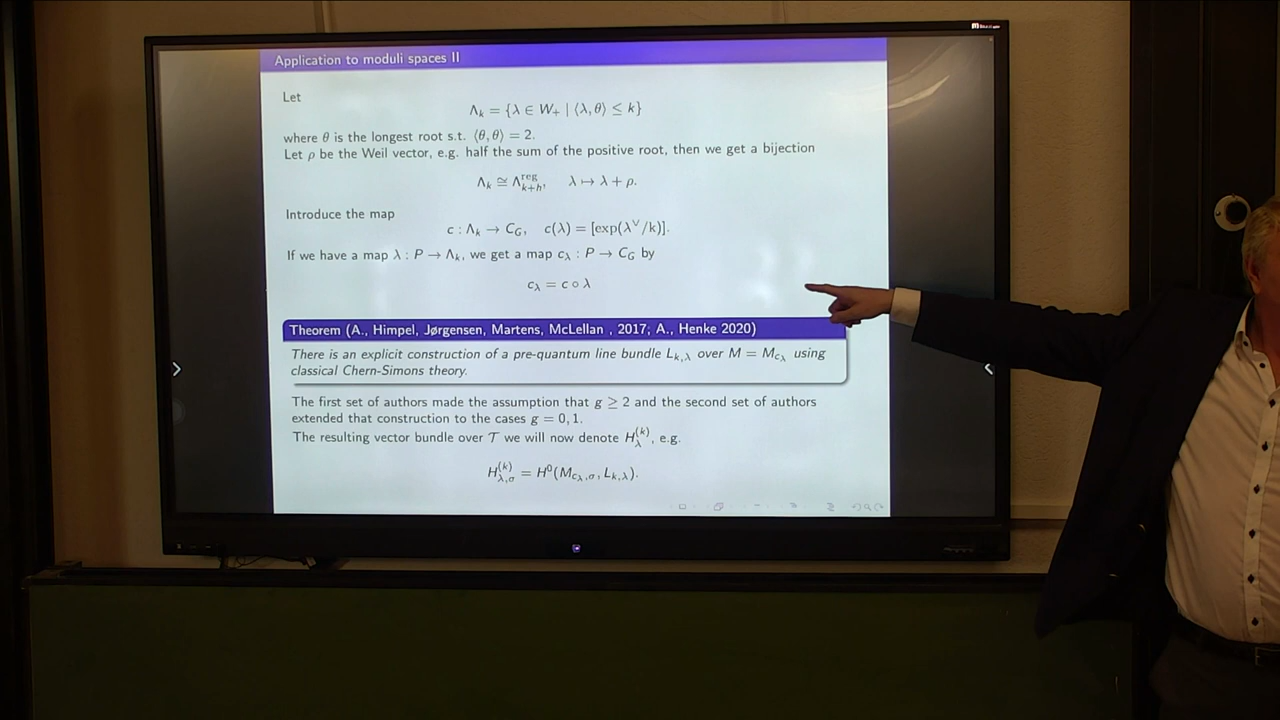 Application to moduli spaces II
Let
Λ_k = {λ ∈ W_+ | ⟨λ, θ⟩ ≤ k}
where θ is the longest root s.t. ⟨θ, θ⟩ = 2.
Let ρ be the Weil vector, e.g. half the sum of the positive root, then we get a bijection
Λ_k ≅ Λ^{reg}_{k+h}, λ ↦ λ + ρ.
Introduce the map
c : Λ_k → C_G, c(λ) = [exp(λ^∨/k)].
If we have a map λ : P → Λ_k, we get a map c_λ : P → C_G by
c_λ = c ∘ λ
Theorem (A., Himpel, Jørgensen, Martens, McLellan , 2017; A., Henke 2020)
There is an explicit construction of a pre-quantum line bundle L_{k,λ} over M = M_{c_λ} using
classical Chern-Simons theory.
The first set of authors made the assumption that g ≥ 2 and the second set of authors
extended that construction to the cases g = 0, 1.
The resulting vector bundle over 𝒯 we will now denote H^{(k)}_λ, e.g.
H^{(k)}_{λ,σ} = H^0(M_{c_λ,σ}, L_{k,λ}).